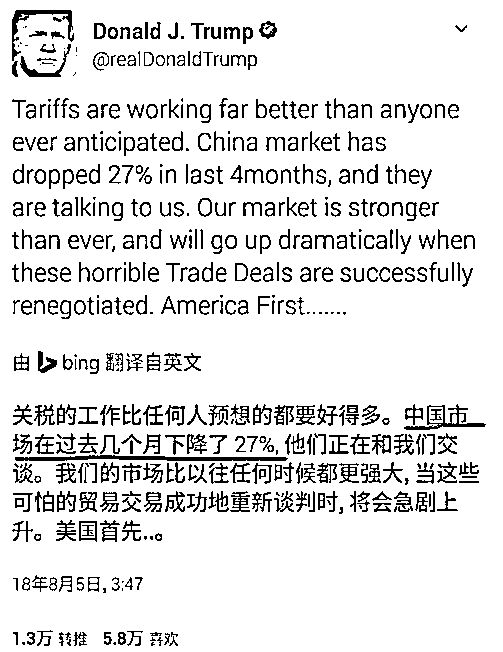 Donald J. Trump
@realDonaldTrump
Tariffs are working far better than anyone
ever anticipated. China market has
dropped 27% in last 4months, and they
are talking to us. Our market is stronger
than ever, and will go up dramatically when
these horrible Trade Deals are successfully
renegotiated. America First.......
由 bing 翻译自英文
关税的工作比任何人预想的都要好得多。中国市
场在过去几个月下降了 27%, 他们正在和我们交
谈。我们的市场比以往任何时候都更强大, 当这些
可怕的贸易交易成功地重新谈判时, 将会急剧上
升。美国首先..。
18年8月5日, 3:47
1.3万 转推 5.8万 喜欢